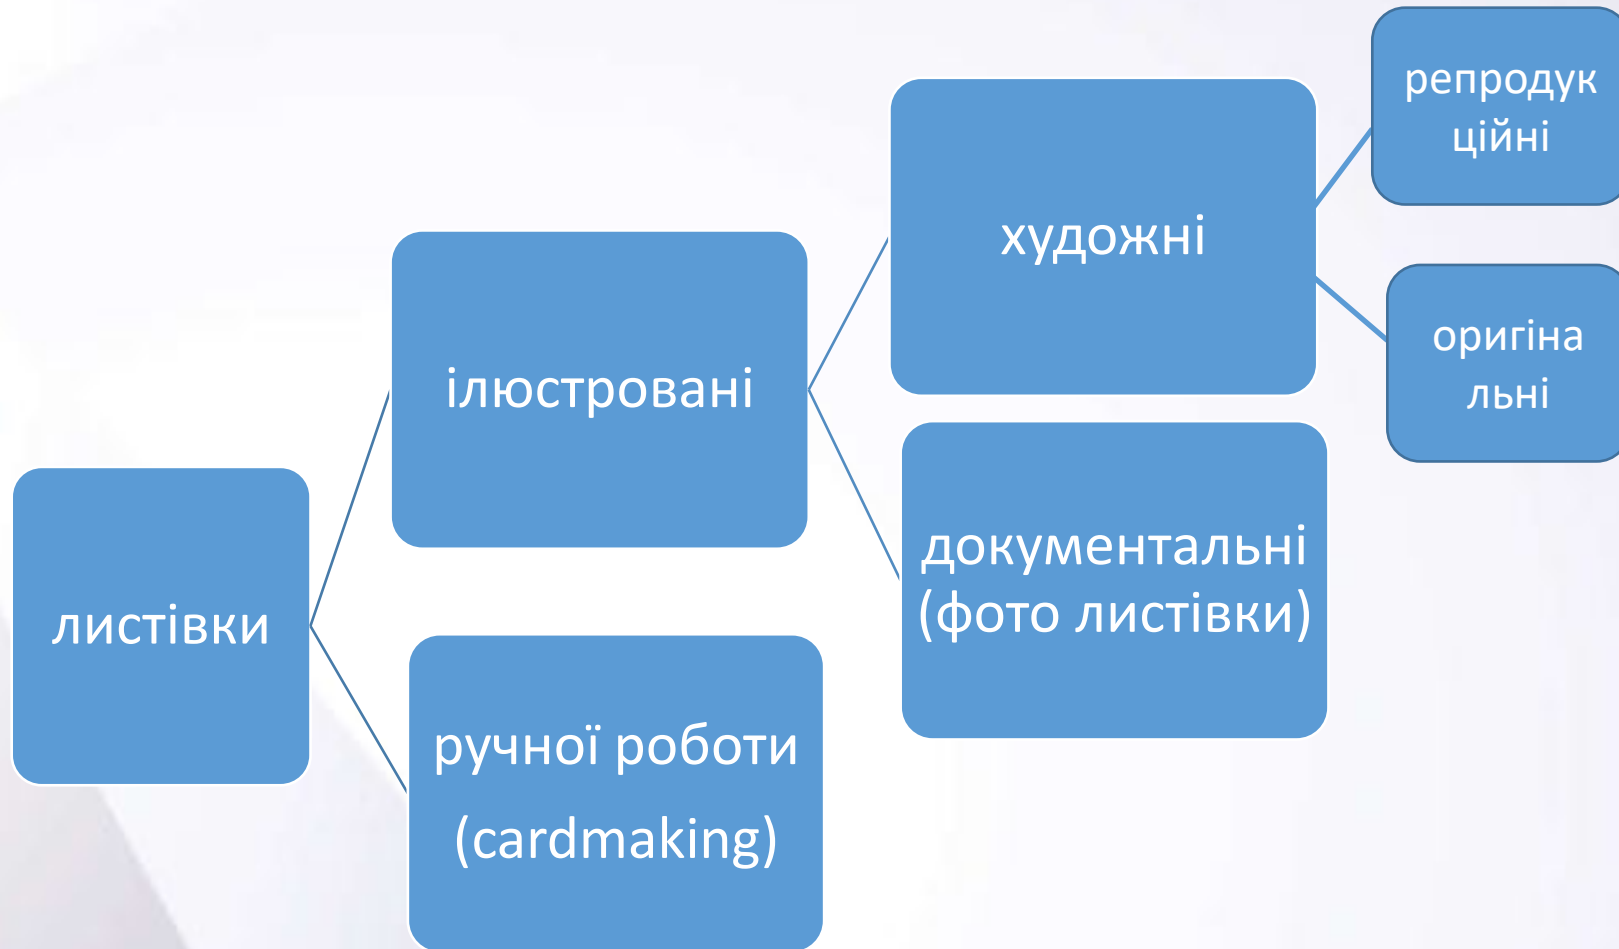 листівки
ілюстровані
ручної роботи
(cardmaking)
художні
документальні
(фото листівки)
репродук
ційні
оригіна
льні